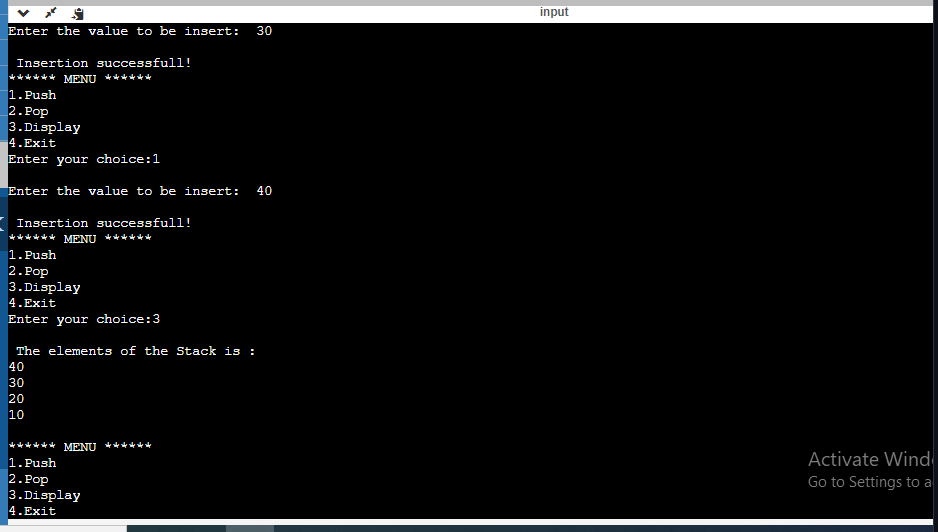 input
Enter the value to be insert:  30
 Insertion successfull!
****** MENU ******
1.Push
2.Pop
3.Display
4.Exit
Enter your choice:1
Enter the value to be insert:  40
 Insertion successfull!
****** MENU ******
1.Push
2.Pop
3.Display
4.Exit
Enter your choice:3
 The elements of the Stack is :
40
30
20
10
****** MENU ******
1.Push
2.Pop
3.Display
4.Exit
Activate Wind
Go to Settings to a